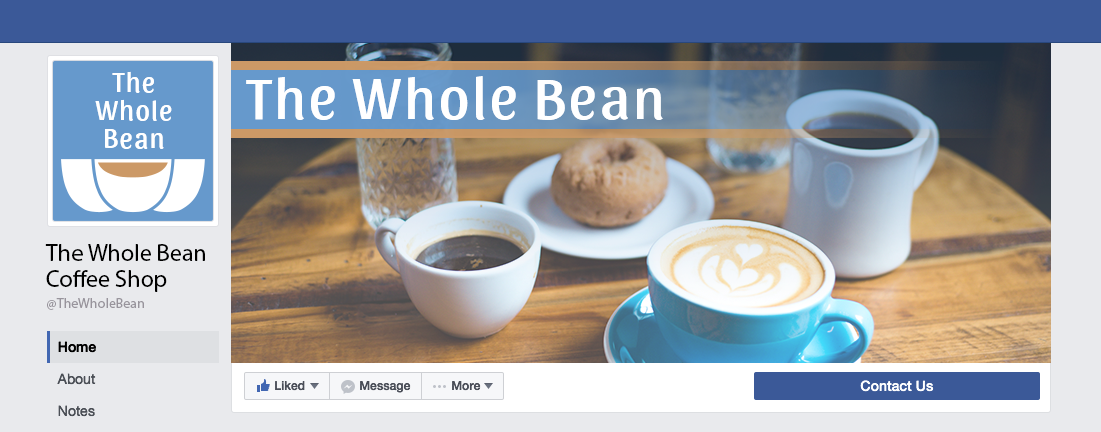 The
Whole
Bean
The Whole Bean
The Whole Bean
Coffee Shop
@TheWholeBean
Home
About
Notes
Liked
Message
More
Contact Us